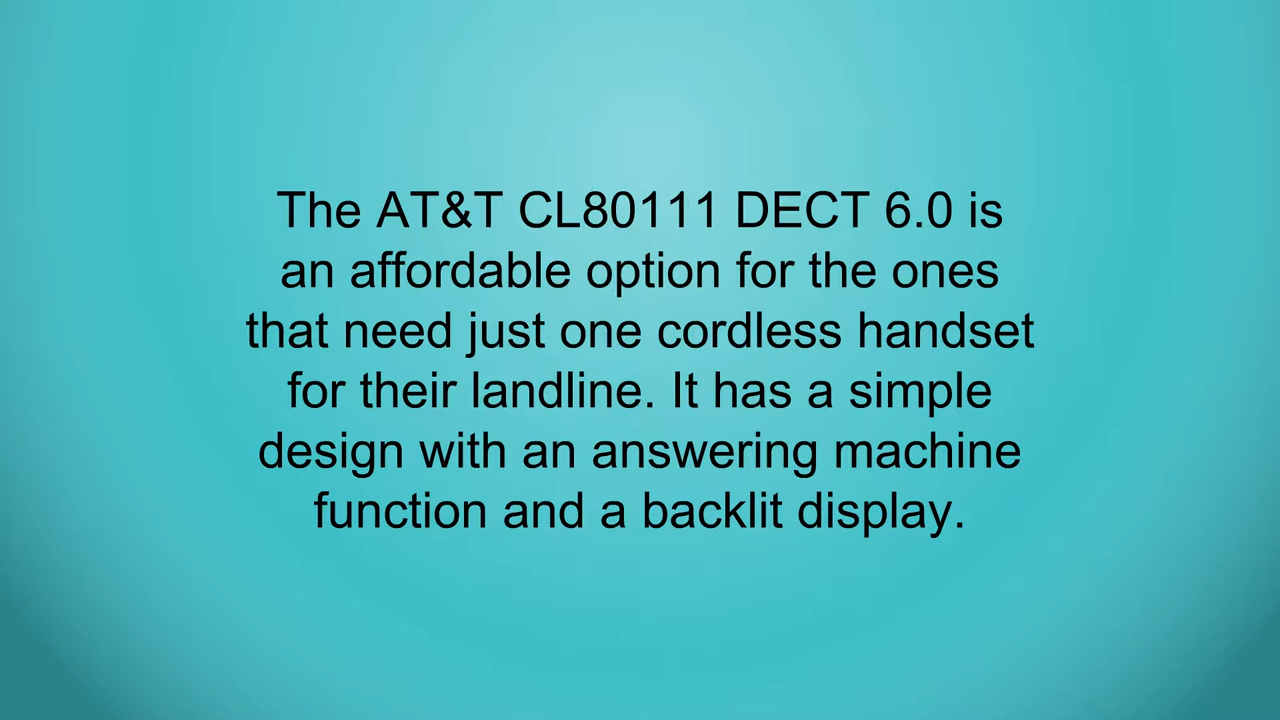 The AT&T CL80111 DECT 6.0 is
an affordable option for the ones
that need just one cordless handset
for their landline. It has a simple
design with an answering machine
function and a backlit display.